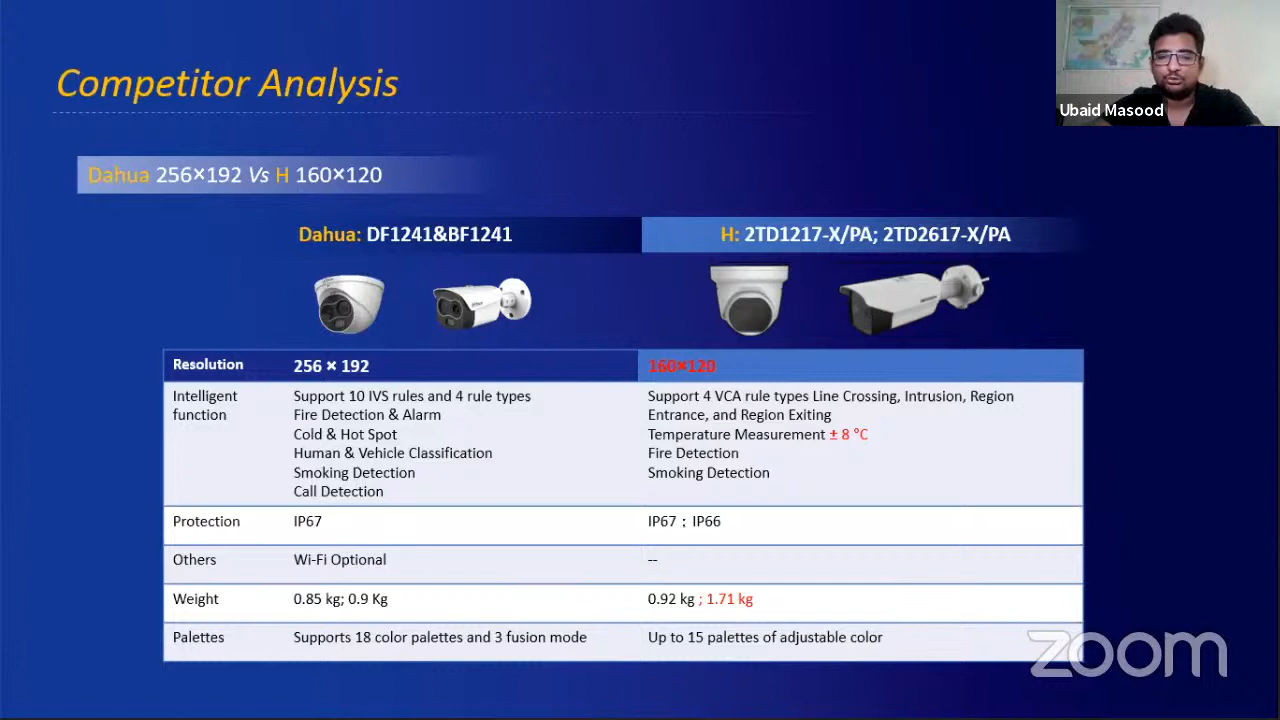 Competitor Analysis
Ubaid Masood
Dahua 256×192 Vs H 160×120
Dahua: DF1241&BF1241
H: 2TD1217-X/PA; 2TD2617-X/PA
Resolution
256 × 192
160×120
Intelligent
function
Support 10 IVS rules and 4 rule types
Fire Detection & Alarm
Cold & Hot Spot
Human & Vehicle Classification
Smoking Detection
Call Detection
Support 4 VCA rule types Line Crossing, Intrusion, Region
Entrance, and Region Exiting
Temperature Measurement ± 8 °C
Fire Detection
Smoking Detection
Protection
IP67
IP67；IP66
Others
Wi-Fi Optional
--
Weight
0.85 kg; 0.9 Kg
0.92 kg ; 1.71 kg
Palettes
Supports 18 color palettes and 3 fusion mode
Up to 15 palettes of adjustable color
zoom